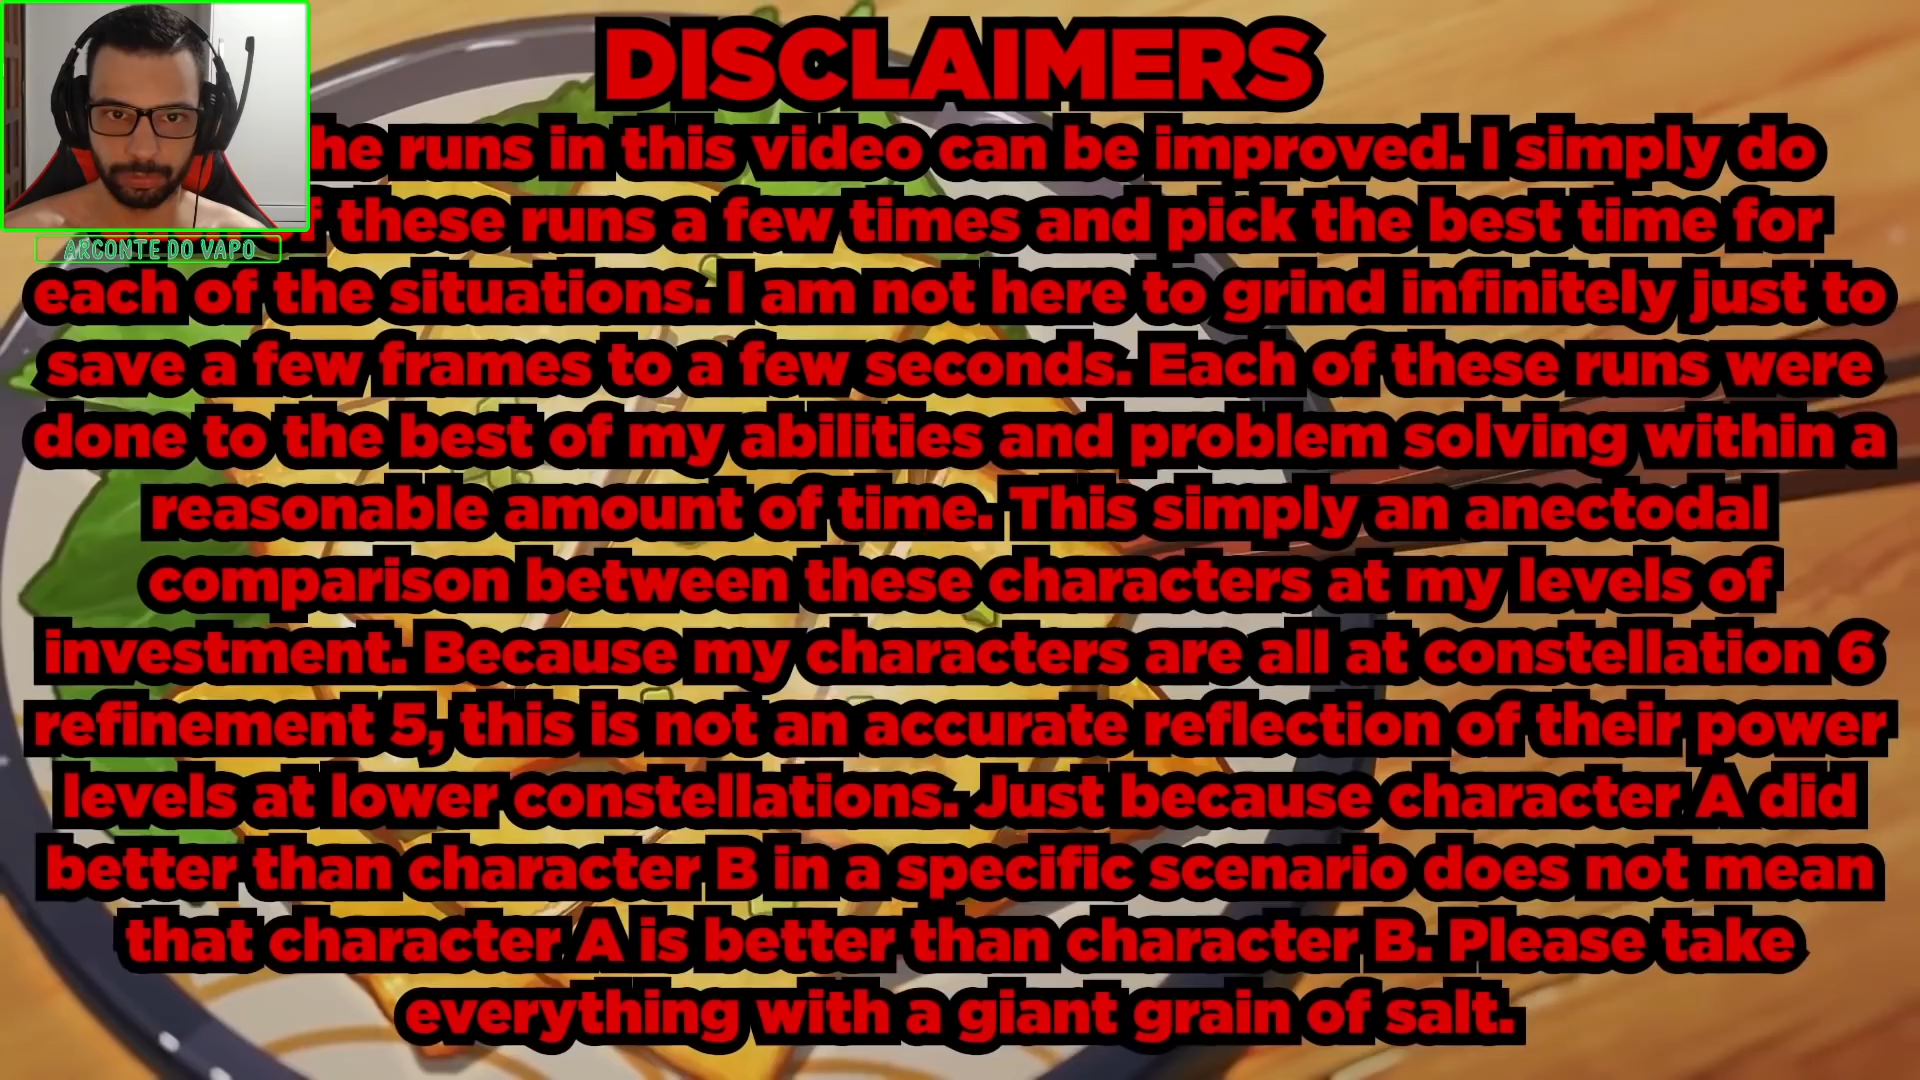 DISCLAIMERS
he runs in this video can be improved. I simply do
these runs a few times and pick the best time for
ARCONTE DO VAPO
each of the situations. I am not here to grind infinitely just to
save a few frames to a few seconds. Each of these runs were
done to the best of my abilities and problem solving within a
reasonable amount of time. This simply an anectodal
comparison between these characters at my levels of
investment. Because my characters are all at constellation 6
refinement 5, this is not an accurate reflection of their power
levels at lower constellations. Just because character A did
better than character B in a specific scenario does not mean
that character A is better than character B. Please take
everything with a giant grain of salt.